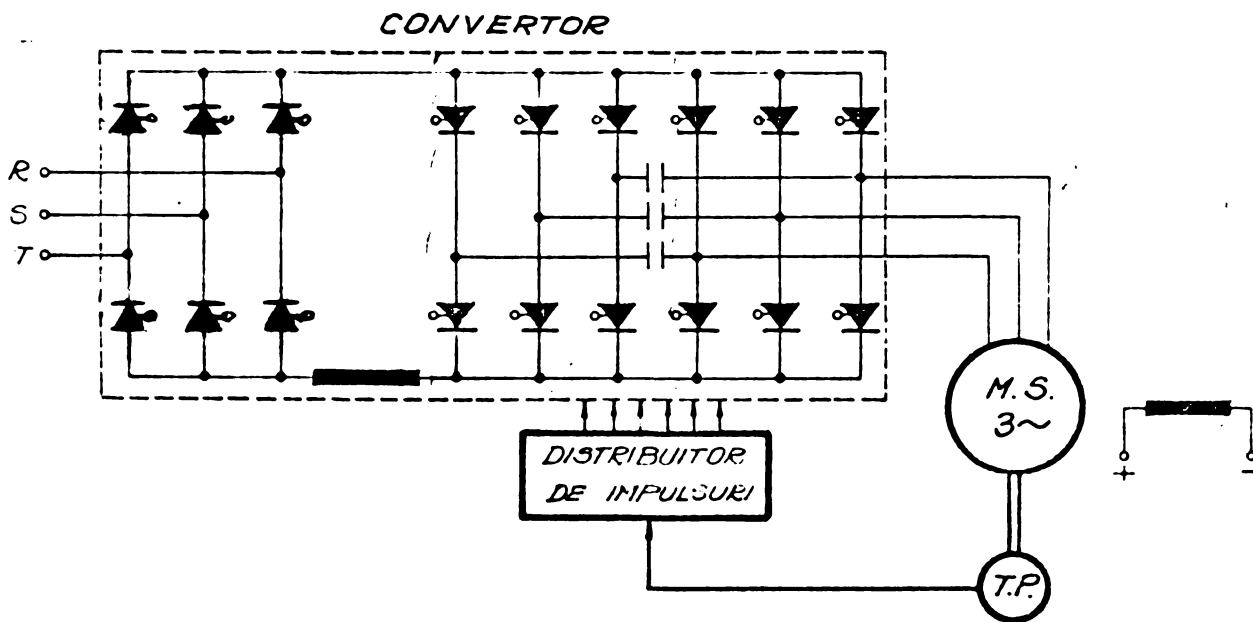 CONVERTOR
R
S
T
M.S.
3~
+
-
DISTRIBUITOR
DE IMPULSURI
T.P.